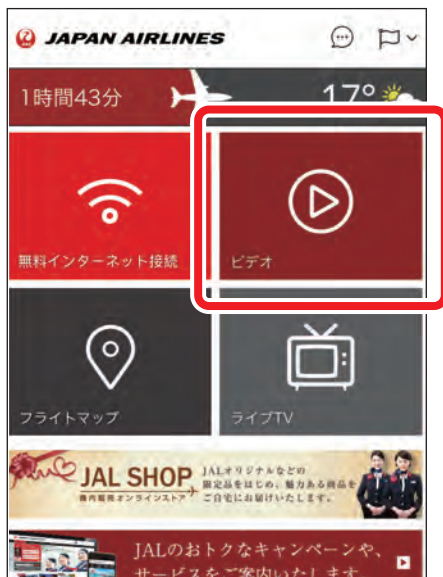 JAPAN AIRLINES
1時間43分
17°
無料インターネット接続
ビデオ
フライトマップ
ライブTV
JAL SHOP
機内販売オンラインストア
JALオリジナルなどの
限定品をはじめ、魅力ある商品を
ご自宅にお届けいたします。
JALのおトクなキャンペーンや、
サービスをご案内いたします